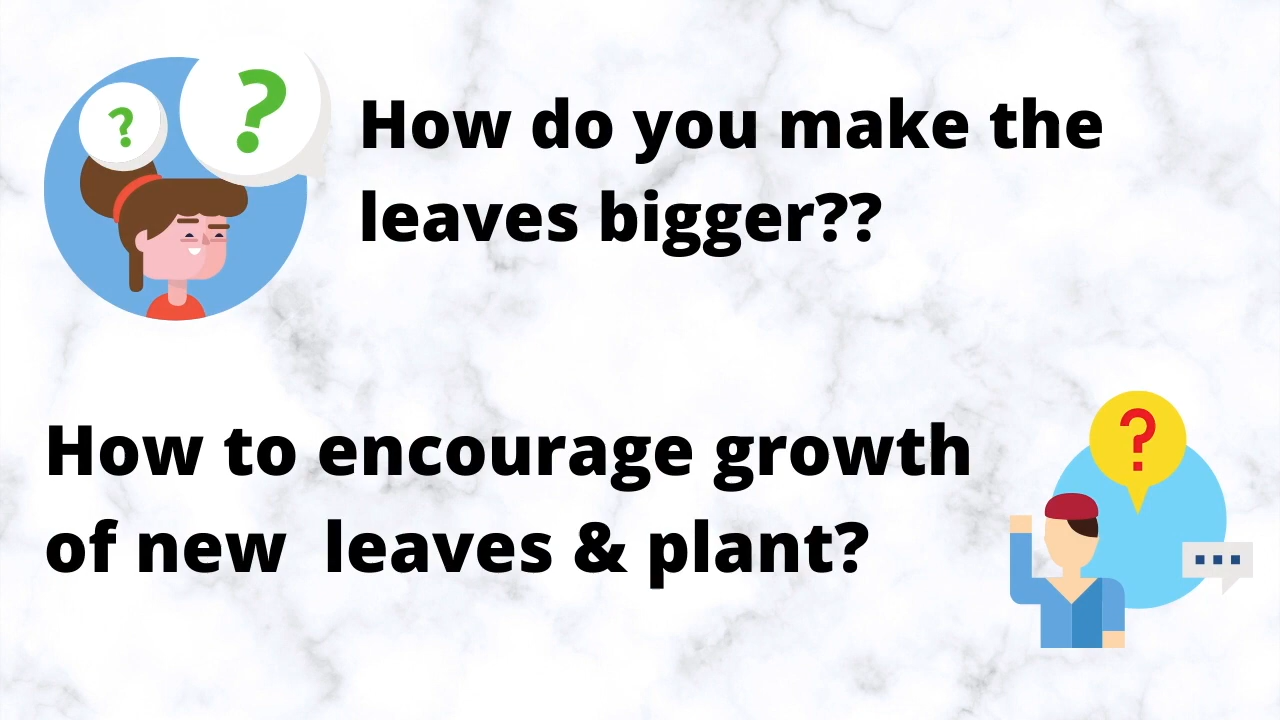 ?
?
How do you make the
leaves bigger??
How to encourage growth
of new  leaves & plant?
?